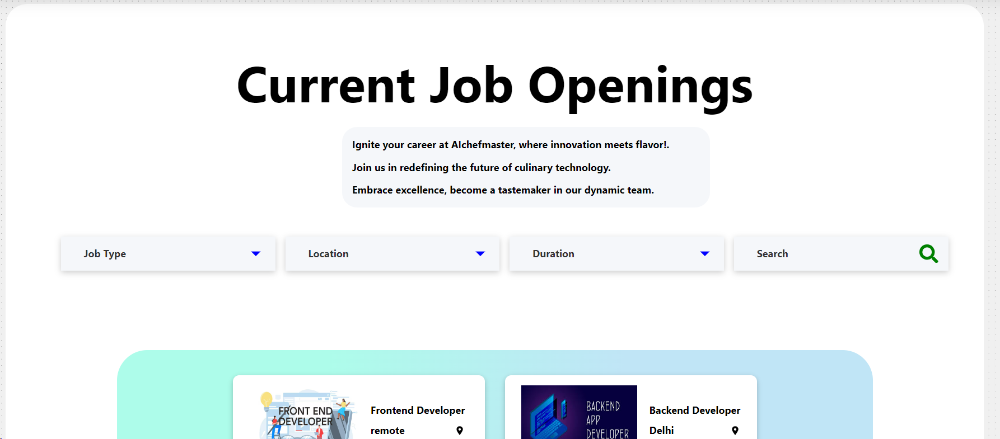 Current Job Openings
Ignite your career at AIchefmaster, where innovation meets flavor!.
Join us in redefining the future of culinary technology.
Embrace excellence, become a tastemaker in our dynamic team.
Job Type
Location
Duration
Search
FRONT END
DEVELOPER
Frontend Developer
remote
BACKEND
APP
DEVELOPER
Backend Developer
Delhi